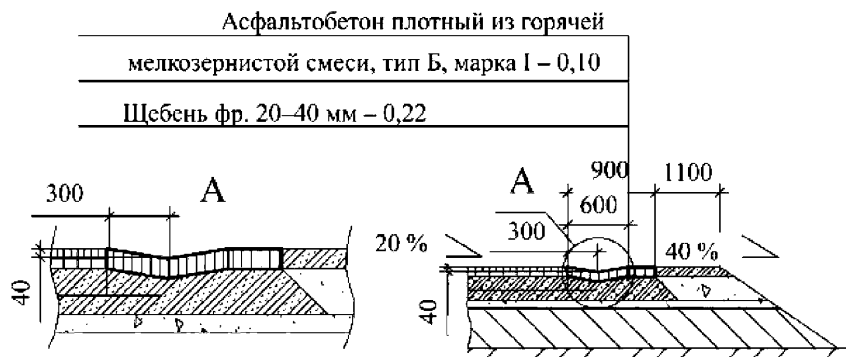 Асфальтобетон плотный из горячей
мелкозернистой смеси, тип Б, марка I – 0,10
Щебень фр. 20–40 мм – 0,22
300
А
40
А
900
1100
600
300
20 %
40 %
40